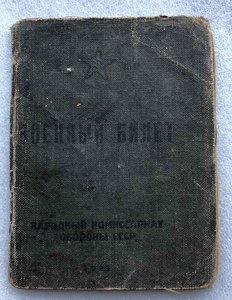 ВОЕННЫЙ БИЛЕТ
НАРОДНЫЙ КОМИССАРИАТ
ОБОРОНЫ СССР